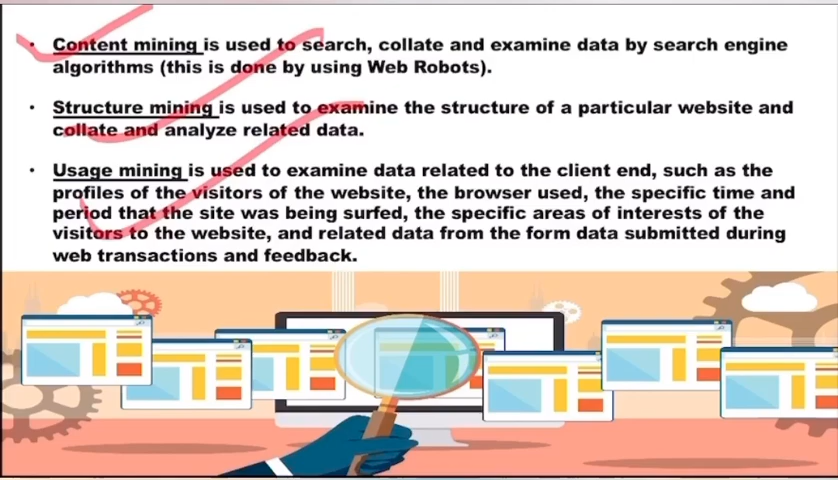 · Content mining is used to search, collate and examine data by search engine
algorithms (this is done by using Web Robots).
· Structure mining is used to examine the structure of a particular website and
collate and analyze related data.
· Usage mining is used to examine data related to the client end, such as the
profiles of the visitors of the website, the browser used, the specific time and
period that the site was being surfed, the specific areas of interests of the
visitors to the website, and related data from the form data submitted during
web transactions and feedback.